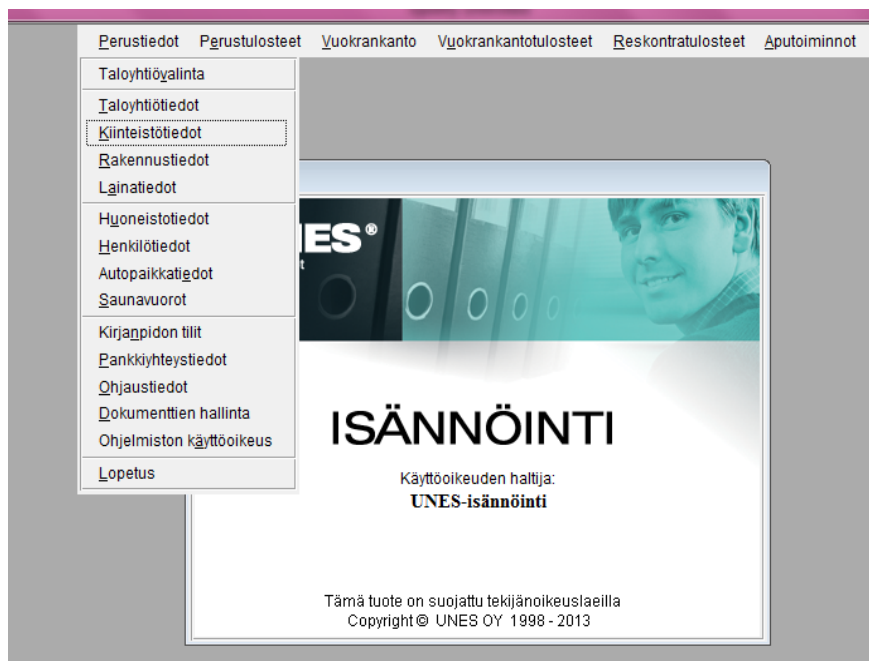 Perustiedot Perustulosteet Vuokrankanto Vuokrankantotulosteet Reskontratulosteet Aputoiminnot
Taloyhtiövalinta
Taloyhtiötiedot
Kiinteistötiedot
Rakennustiedot
Lainatiedot
Huoneistotiedot
Henkilötiedot
Autopaikkatiedot
Saunavuorot
Kirjanpidon tilit
Pankkiyhteystiedot
Ohjaustiedot
Dokumenttien hallinta
Ohjelmiston käyttöoikeus
Lopetus
ES®
t
ISÄNNÖINTI
Käyttöoikeuden haltija:
UNES-isännöinti
Tämä tuote on suojattu tekijänoikeuslaeilla
Copyright © UNES OY 1998 - 2013